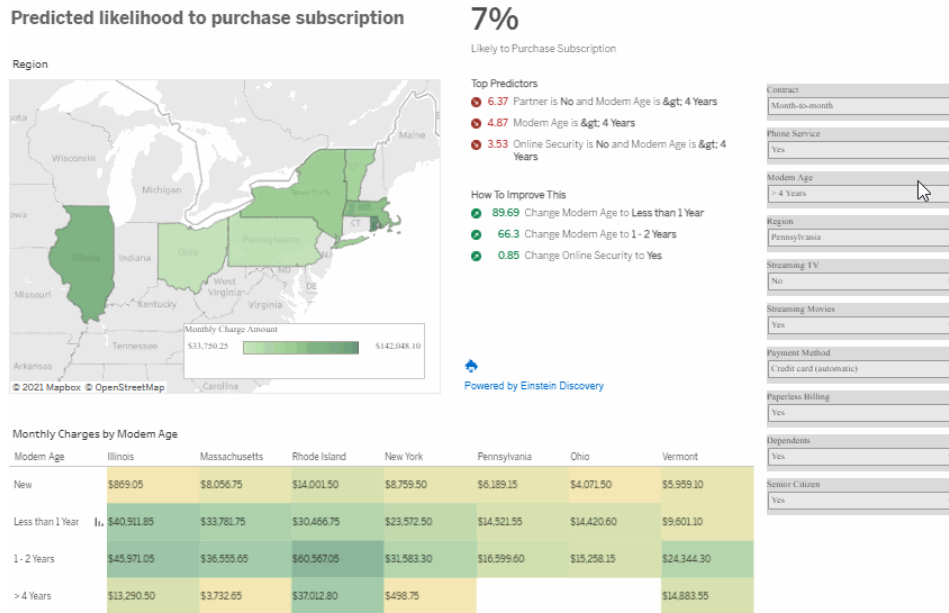 Predicted likelihood to purchase subscription
7%
Likely to Purchase Subscription
Region
Wisconsin
Michigan
Maine
VT
New York
MA
CT
Illinois
Indiana
Ohio
Pennsylvania
NJ
MD
DE
West
Virginia
Virginia
Missouri
Kentucky
Tennessee
Arkansas
Carolina
Monthly Charge Amount
$33,750.25 $142,048.10
© 2021 Mapbox © OpenStreetMap
Top Predictors
6.37 Partner is No and Modem Age is &gt; 4 Years
4.87 Modem Age is &gt; 4 Years
3.53 Online Security is No and Modem Age is &gt; 4
Years
How To Improve This
89.69 Change Modem Age to Less than 1 Year
66.3 Change Modem Age to 1 - 2 Years
0.85 Change Online Security to Yes
Powered by Einstein Discovery
Contract
Month-to-month
Phone Service
Yes
Modem Age
> 4 Years
Region
Pennsylvania
Streaming TV
No
Streaming Movies
Yes
Payment Method
Credit card (automatic)
Paperless Billing
Yes
Dependents
Yes
Senior Citizen
Yes
Monthly Charges by Modem Age
Modem Age Illinois Massachusetts Rhode Island New York Pennsylvania Ohio Vermont
New $869.05 $8,056.75 $14,001.50 $8,759.50 $6,189.15 $4,071.50 $5,959.10
Less than 1 Year $40,911.85 $33,781.75 $30,466.75 $23,572.50 $14,521.55 $14,420.60 $9,601.10
1 - 2 Years $45,971.05 $36,555.65 $60,567.05 $31,583.30 $16,599.60 $15,258.15 $24,344.30
> 4 Years $13,290.50 $3,732.65 $37,012.80 $498.75 $14,883.55